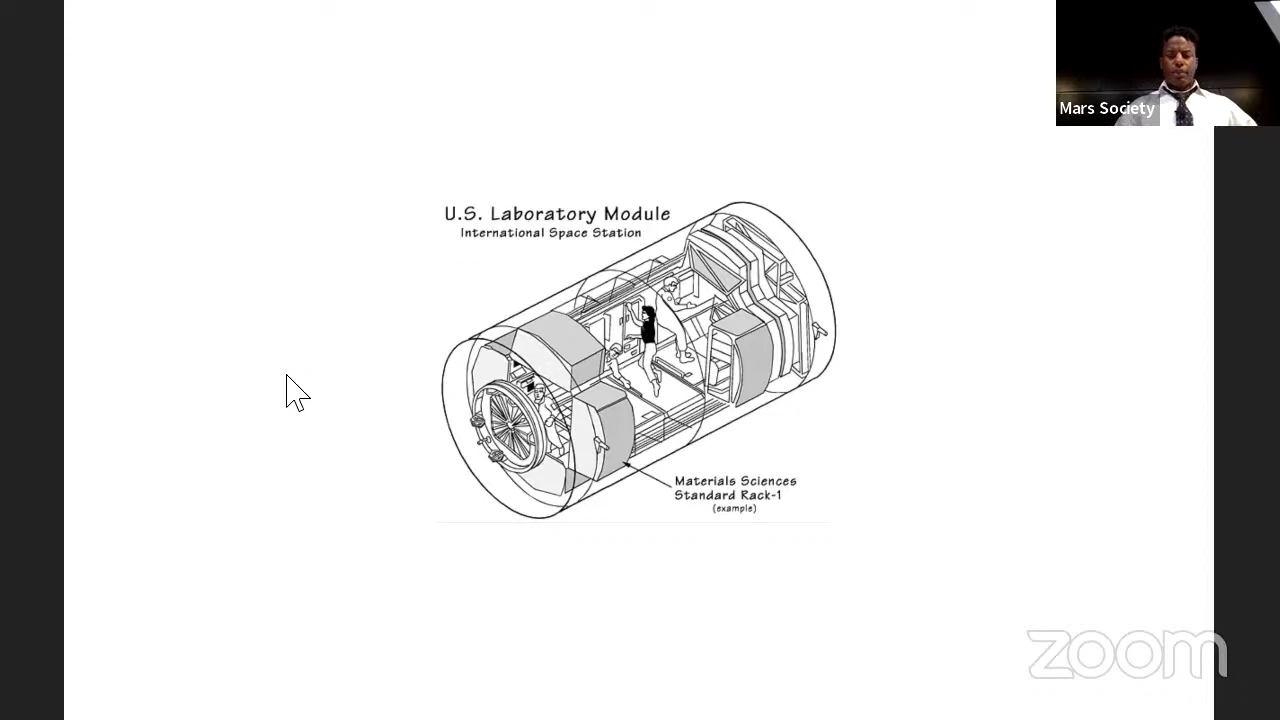 Mars Society
U.S. Laboratory Module
International Space Station
Materials Sciences
Standard Rack-1
(example)
zoom